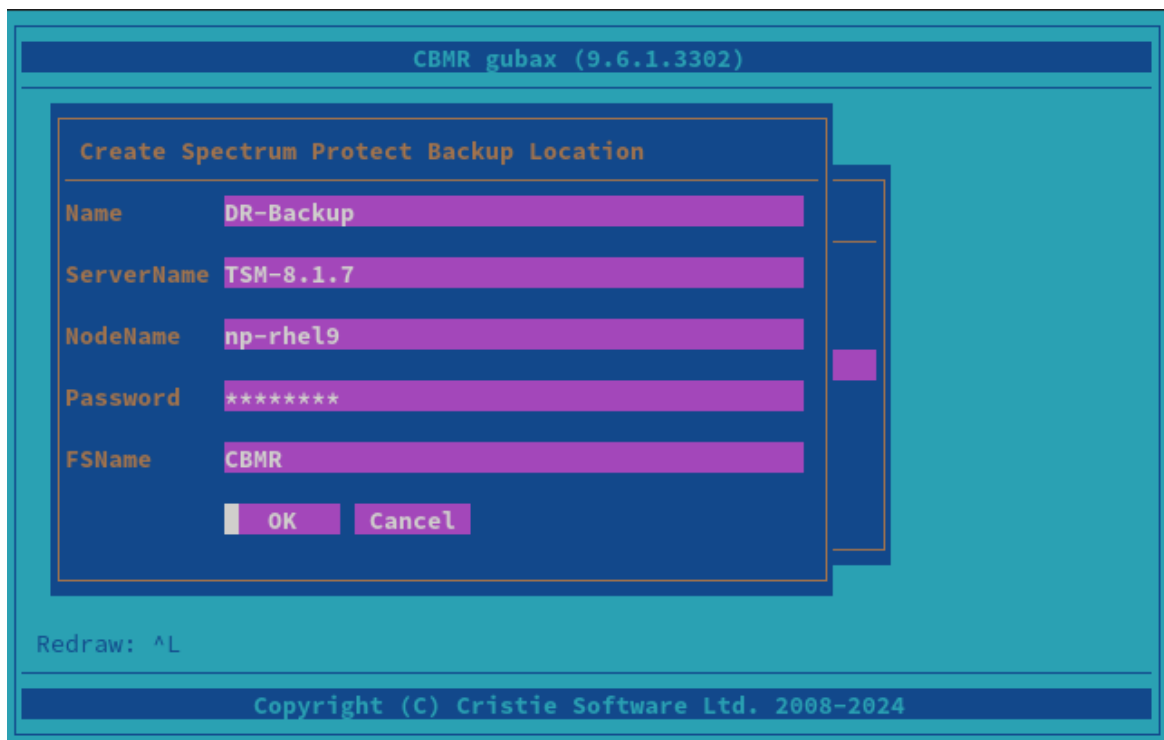 CBMR gubax (9.6.1.3302)
Create Spectrum Protect Backup Location
Name DR-Backup
ServerName TSM-8.1.7
NodeName np-rhel9
Password ********
FSName CBMR
OK Cancel
Redraw: ^L
Copyright (C) Cristie Software Ltd. 2008-2024